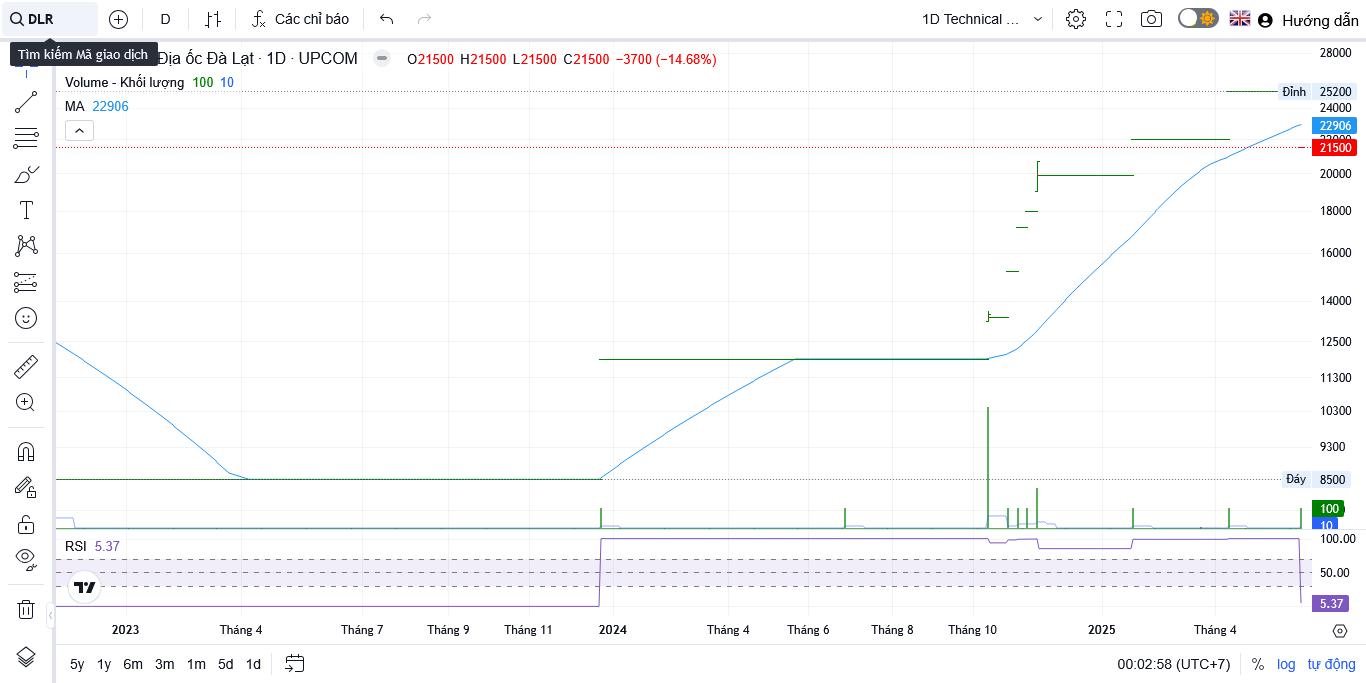 DLR
D
Các chỉ báo
1D Technical ...
Hướng dẫn
Tìm kiếm Mã giao dịch
Địa ốc Đà Lạt · 1D · UPCOM
O21500 H21500 L21500 C21500 −3700 (−14.68%)
Volume - Khối lượng 100 10
MA 22906
28000
Đỉnh 25200
24000
22906
22000
21500
20000
18000
16000
14000
12500
11300
10300
9300
Đáy 8500
100
10
RSI 5.37
100.00
50.00
5.37
2023 Tháng 4 Tháng 7 Tháng 9 Tháng 11 2024 Tháng 4 Tháng 6 Tháng 8 Tháng 10 2025 Tháng 4
5y 1y 6m 3m 1m 5d 1d
00:02:58 (UTC+7) % log tự động